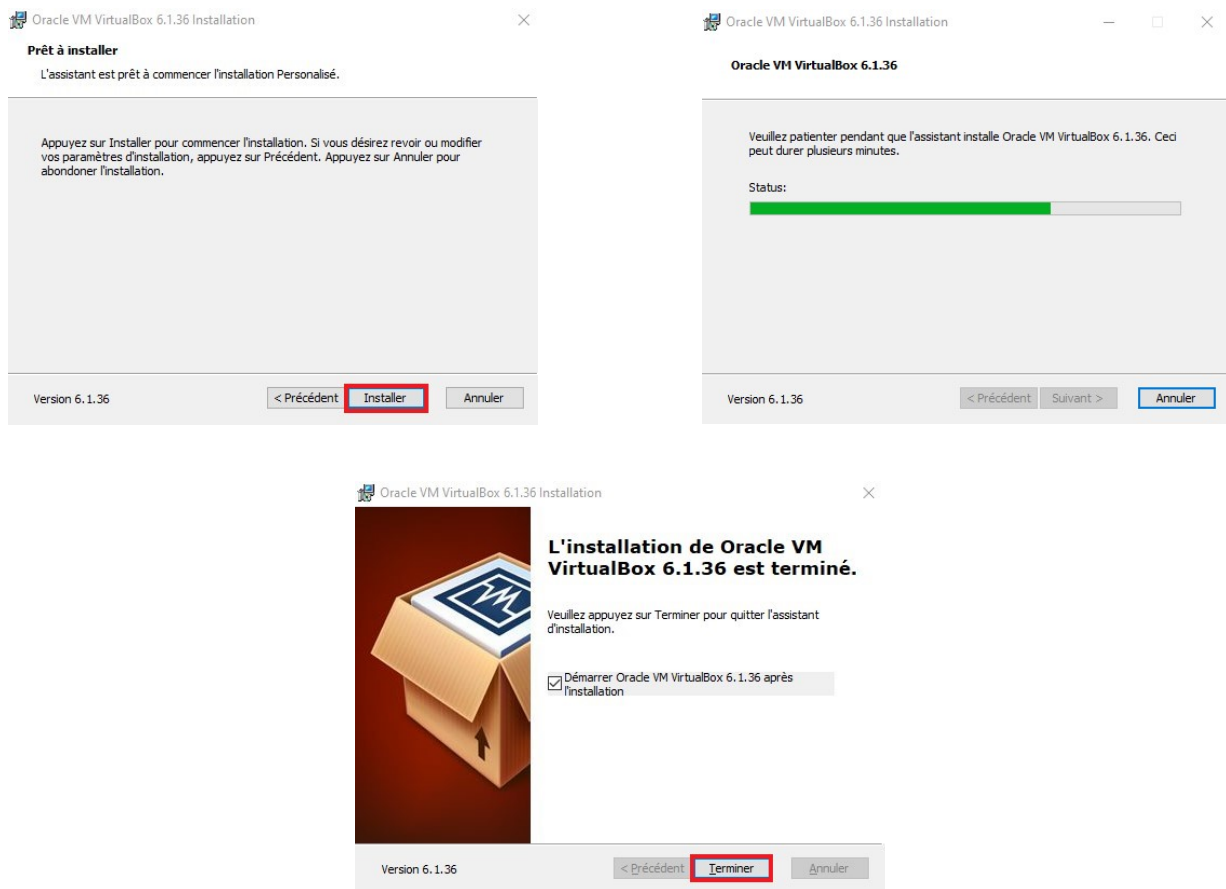 Oracle VM VirtualBox 6.1.36 Installation
Prêt à installer
L'assistant est prêt à commencer l'installation Personalisé.
Appuyez sur Installer pour commencer l'installation. Si vous désirez revoir ou modifier
vos paramètres d'installation, appuyez sur Précédent. Appuyez sur Annuler pour
abondoner l'installation.
Version 6.1.36
< Précédent
Installer
Annuler
Oracle VM VirtualBox 6.1.36 Installation
Oracle VM VirtualBox 6.1.36
Veuillez patienter pendant que l'assistant installe Oracle VM VirtualBox 6.1.36. Ceci
peut durer plusieurs minutes.
Status:
Version 6.1.36
< Précédent
Suivant >
Annuler
Oracle VM VirtualBox 6.1.36 Installation
L'installation de Oracle VM
VirtualBox 6.1.36 est terminé.
Veuillez appuyez sur Terminer pour quitter l'assistant
d'installation.
Démarrer Oracle VM VirtualBox 6.1.36 après
l'installation
Version 6.1.36
< Précédent
Terminer
Annuler